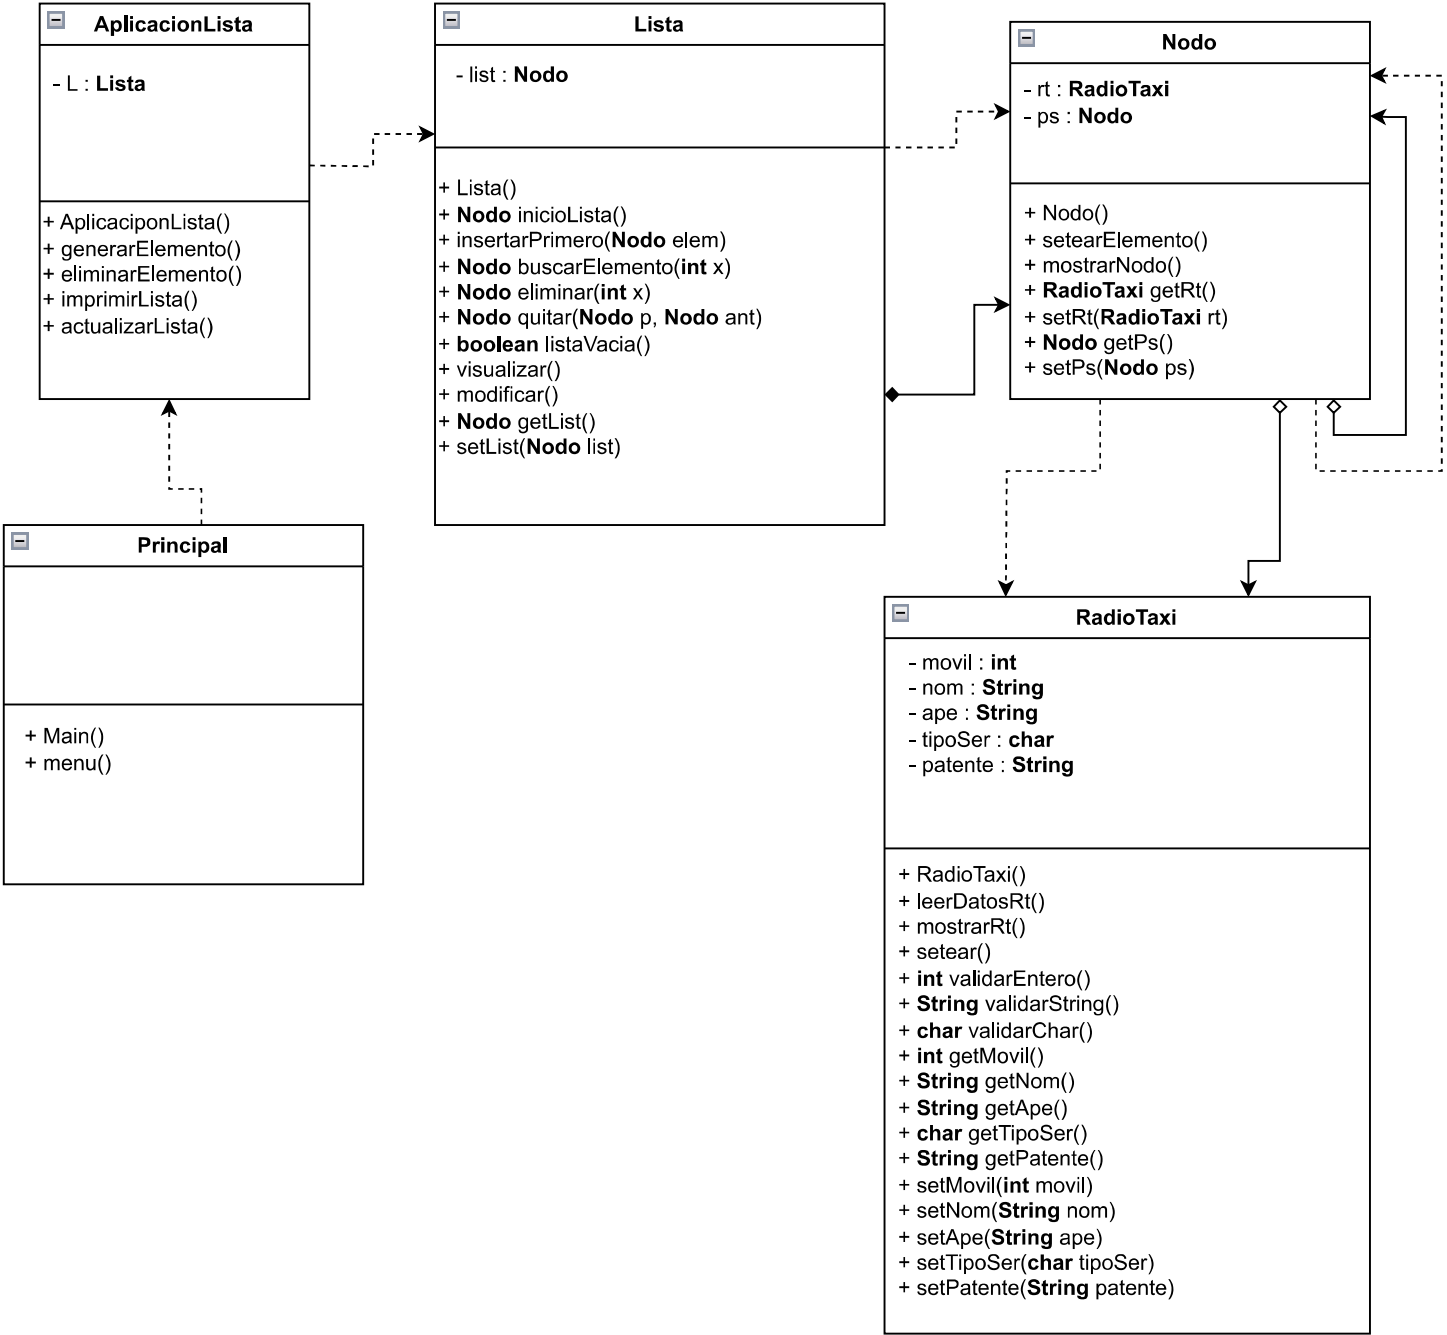 AplicacionLista
- L : Lista
+ AplicaciponLista()
+ generarElemento()
+ eliminarElemento()
+ imprimirLista()
+ actualizarLista()
Lista
- list : Nodo
+ Lista()
+ Nodo inicioLista()
+ insertarPrimero(Nodo elem)
+ Nodo buscarElemento(int x)
+ Nodo eliminar(int x)
+ Nodo quitar(Nodo p, Nodo ant)
+ boolean listaVacia()
+ visualizar()
+ modificar()
+ Nodo getList()
+ setList(Nodo list)
Nodo
- rt : RadioTaxi
- ps : Nodo
+ Nodo()
+ setearElemento()
+ mostrarNodo()
+ RadioTaxi getRt()
+ setRt(RadioTaxi rt)
+ Nodo getPs()
+ setPs(Nodo ps)
Principal
+ Main()
+ menu()
RadioTaxi
- movil : int
- nom : String
- ape : String
- tipoSer : char
- patente : String
+ RadioTaxi()
+ leerDatosRt()
+ mostrarRt()
+ setear()
+ int validarEntero()
+ String validarString()
+ char validarChar()
+ int getMovil()
+ String getNom()
+ String getApe()
+ char getTipoSer()
+ String getPatente()
+ setMovil(int movil)
+ setNom(String nom)
+ setApe(String ape)
+ setTipoSer(char tipoSer)
+ setPatente(String patente)